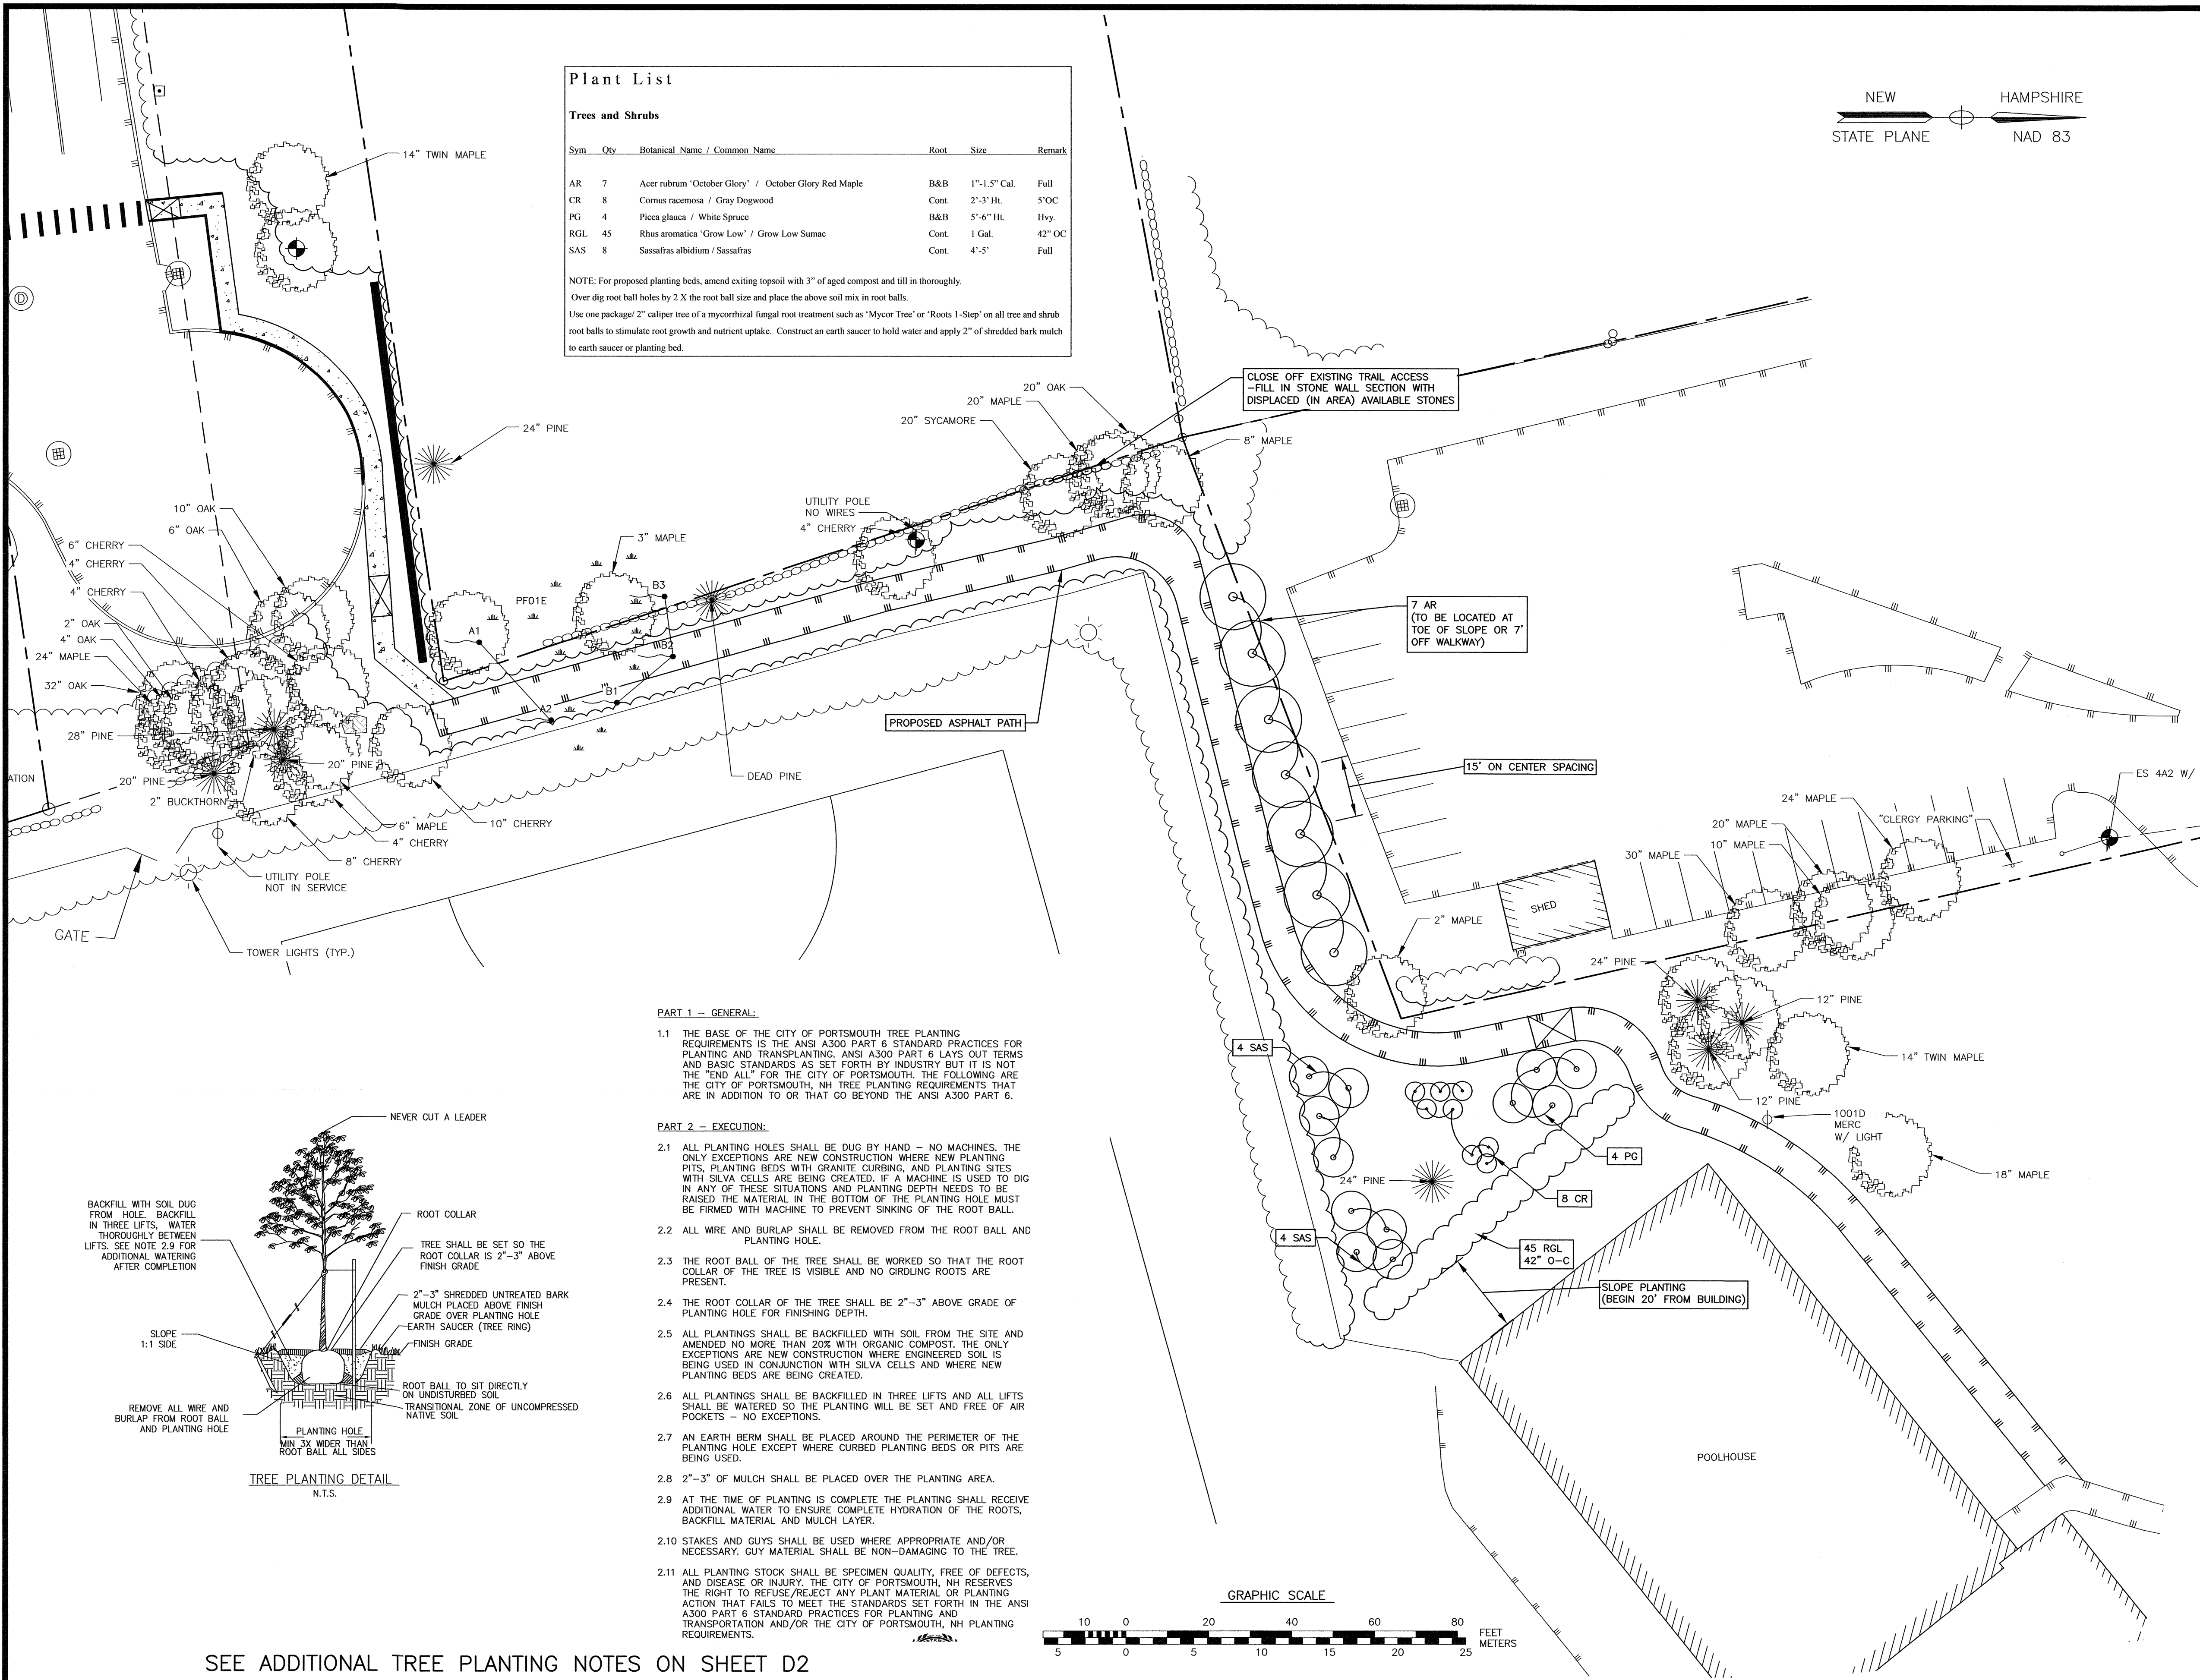 Plant List
Trees and Shrubs
Sym Qty Botanical Name / Common Name Root Size Remark
AR 7 Acer rubrum 'October Glory' / October Glory Red Maple B&B 1"-1.5" Cal. Full
CR 8 Cornus racemosa / Gray Dogwood Cont. 2'-3' Ht. 5'OC
PG 4 Picea glauca / White Spruce B&B 5'-6" Ht. Hvy.
RGL 45 Rhus aromatica 'Grow Low' / Grow Low Sumac Cont. 1 Gal. 42" OC
SAS 8 Sassafras albidium / Sassafras Cont. 4'-5' Full
NOTE: For proposed planting beds, amend exiting topsoil with 3" of aged compost and till in thoroughly.
Over dig root ball holes by 2 X the root ball size and place the above soil mix in root balls.
Use one package/ 2" caliper tree of a mycorrhizal fungal root treatment such as 'Mycor Tree' or 'Roots 1-Step' on all tree and shrub
root balls to stimulate root growth and nutrient uptake. Construct an earth saucer to hold water and apply 2" of shredded bark mulch
to earth saucer or planting bed.
NEW HAMPSHIRE
STATE PLANE NAD 83
14" TWIN MAPLE
D
24" PINE
CLOSE OFF EXISTING TRAIL ACCESS
-FILL IN STONE WALL SECTION WITH
DISPLACED (IN AREA) AVAILABLE STONES
20" OAK
20" MAPLE
20" SYCAMORE
8" MAPLE
UTILITY POLE
NO WIRES
4" CHERRY
10" OAK
6" OAK
6" CHERRY
4" CHERRY
4" CHERRY
2" OAK
4" OAK
24" MAPLE
32" OAK
28" PINE
20" PINE
2" BUCKTHORN
20" PINE
6" MAPLE
4" CHERRY
8" CHERRY
10" CHERRY
3" MAPLE
PF01E
A1
A2
B1
B2
B3
DEAD PINE
PROPOSED ASPHALT PATH
7 AR
(TO BE LOCATED AT
TOE OF SLOPE OR 7'
OFF WALKWAY)
15' ON CENTER SPACING
ATION
UTILITY POLE
NOT IN SERVICE
GATE
TOWER LIGHTS (TYP.)
ES 4A2 W/
24" MAPLE
"CLERGY PARKING"
20" MAPLE
10" MAPLE
30" MAPLE
SHED
2" MAPLE
24" PINE
12" PINE
14" TWIN MAPLE
12" PINE
1001D
MERC
W/ LIGHT
18" MAPLE
4 SAS
4 PG
24" PINE
8 CR
4 SAS
45 RGL
42" O-C
SLOPE PLANTING
(BEGIN 20' FROM BUILDING)
POOLHOUSE
PART 1 – GENERAL:
1.1 THE BASE OF THE CITY OF PORTSMOUTH TREE PLANTING
REQUIREMENTS IS THE ANSI A300 PART 6 STANDARD PRACTICES FOR
PLANTING AND TRANSPLANTING. ANSI A300 PART 6 LAYS OUT TERMS
AND BASIC STANDARDS AS SET FORTH BY INDUSTRY BUT IT IS NOT
THE "END ALL" FOR THE CITY OF PORTSMOUTH. THE FOLLOWING ARE
THE CITY OF PORTSMOUTH, NH TREE PLANTING REQUIREMENTS THAT
ARE IN ADDITION TO OR THAT GO BEYOND THE ANSI A300 PART 6.
PART 2 – EXECUTION:
2.1 ALL PLANTING HOLES SHALL BE DUG BY HAND – NO MACHINES. THE
ONLY EXCEPTIONS ARE NEW CONSTRUCTION WHERE NEW PLANTING
PITS, PLANTING BEDS WITH GRANITE CURBING, AND PLANTING SITES
WITH SILVA CELLS ARE BEING CREATED. IF A MACHINE IS USED TO DIG
IN ANY OF THESE SITUATIONS AND PLANTING DEPTH NEEDS TO BE
RAISED THE MATERIAL IN THE BOTTOM OF THE PLANTING HOLE MUST
BE FIRMED WITH MACHINE TO PREVENT SINKING OF THE ROOT BALL.
2.2 ALL WIRE AND BURLAP SHALL BE REMOVED FROM THE ROOT BALL AND
PLANTING HOLE.
2.3 THE ROOT BALL OF THE TREE SHALL BE WORKED SO THAT THE ROOT
COLLAR OF THE TREE IS VISIBLE AND NO GIRDLING ROOTS ARE
PRESENT.
2.4 THE ROOT COLLAR OF THE TREE SHALL BE 2"–3" ABOVE GRADE OF
PLANTING HOLE FOR FINISHING DEPTH.
2.5 ALL PLANTINGS SHALL BE BACKFILLED WITH SOIL FROM THE SITE AND
AMENDED NO MORE THAN 20% WITH ORGANIC COMPOST. THE ONLY
EXCEPTIONS ARE NEW CONSTRUCTION WHERE ENGINEERED SOIL IS
BEING USED IN CONJUNCTION WITH SILVA CELLS AND WHERE NEW
PLANTING BEDS ARE BEING CREATED.
2.6 ALL PLANTINGS SHALL BE BACKFILLED IN THREE LIFTS AND ALL LIFTS
SHALL BE WATERED SO THE PLANTING WILL BE SET AND FREE OF AIR
POCKETS – NO EXCEPTIONS.
2.7 AN EARTH BERM SHALL BE PLACED AROUND THE PERIMETER OF THE
PLANTING HOLE EXCEPT WHERE CURBED PLANTING BEDS OR PITS ARE
BEING USED.
2.8 2"–3" OF MULCH SHALL BE PLACED OVER THE PLANTING AREA.
2.9 AT THE TIME OF PLANTING IS COMPLETE THE PLANTING SHALL RECEIVE
ADDITIONAL WATER TO ENSURE COMPLETE HYDRATION OF THE ROOTS,
BACKFILL MATERIAL AND MULCH LAYER.
2.10 STAKES AND GUYS SHALL BE USED WHERE APPROPRIATE AND/OR
NECESSARY. GUY MATERIAL SHALL BE NON–DAMAGING TO THE TREE.
2.11 ALL PLANTING STOCK SHALL BE SPECIMEN QUALITY, FREE OF DEFECTS,
AND DISEASE OR INJURY. THE CITY OF PORTSMOUTH, NH RESERVES
THE RIGHT TO REFUSE/REJECT ANY PLANT MATERIAL OR PLANTING
ACTION THAT FAILS TO MEET THE STANDARDS SET FORTH IN THE ANSI
A300 PART 6 STANDARD PRACTICES FOR PLANTING AND
TRANSPORTATION AND/OR THE CITY OF PORTSMOUTH, NH PLANTING
REQUIREMENTS.
NEVER CUT A LEADER
BACKFILL WITH SOIL DUG
FROM HOLE. BACKFILL
IN THREE LIFTS, WATER
THOROUGHLY BETWEEN
LIFTS. SEE NOTE 2.9 FOR
ADDITIONAL WATERING
AFTER COMPLETION
ROOT COLLAR
TREE SHALL BE SET SO THE
ROOT COLLAR IS 2"–3" ABOVE
FINISH GRADE
2"–3" SHREDDED UNTREATED BARK
MULCH PLACED ABOVE FINISH
GRADE OVER PLANTING HOLE
EARTH SAUCER (TREE RING)
FINISH GRADE
SLOPE
1:1 SIDE
ROOT BALL TO SIT DIRECTLY
ON UNDISTURBED SOIL
TRANSITIONAL ZONE OF UNCOMPRESSED
NATIVE SOIL
REMOVE ALL WIRE AND
BURLAP FROM ROOT BALL
AND PLANTING HOLE
PLANTING HOLE
MIN 3X WIDER THAN
ROOT BALL ALL SIDES
TREE PLANTING DETAIL
N.T.S.
GRAPHIC SCALE
10 0 20 40 60 80
FEET
METERS
5 0 5 10 15 20 25
SEE ADDITIONAL TREE PLANTING NOTES ON SHEET D2